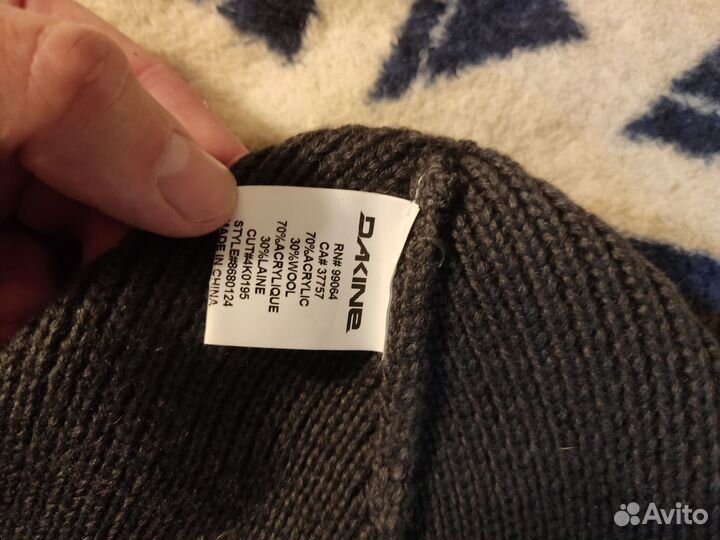 DAKINE
RN# 99064
CA# 37757
70%ACRYLIC
30%WOOL
70%ACRYLIQUE
30%LAINE
CUT#4K0195
STYLE#8680124
MADE IN CHINA
Avito